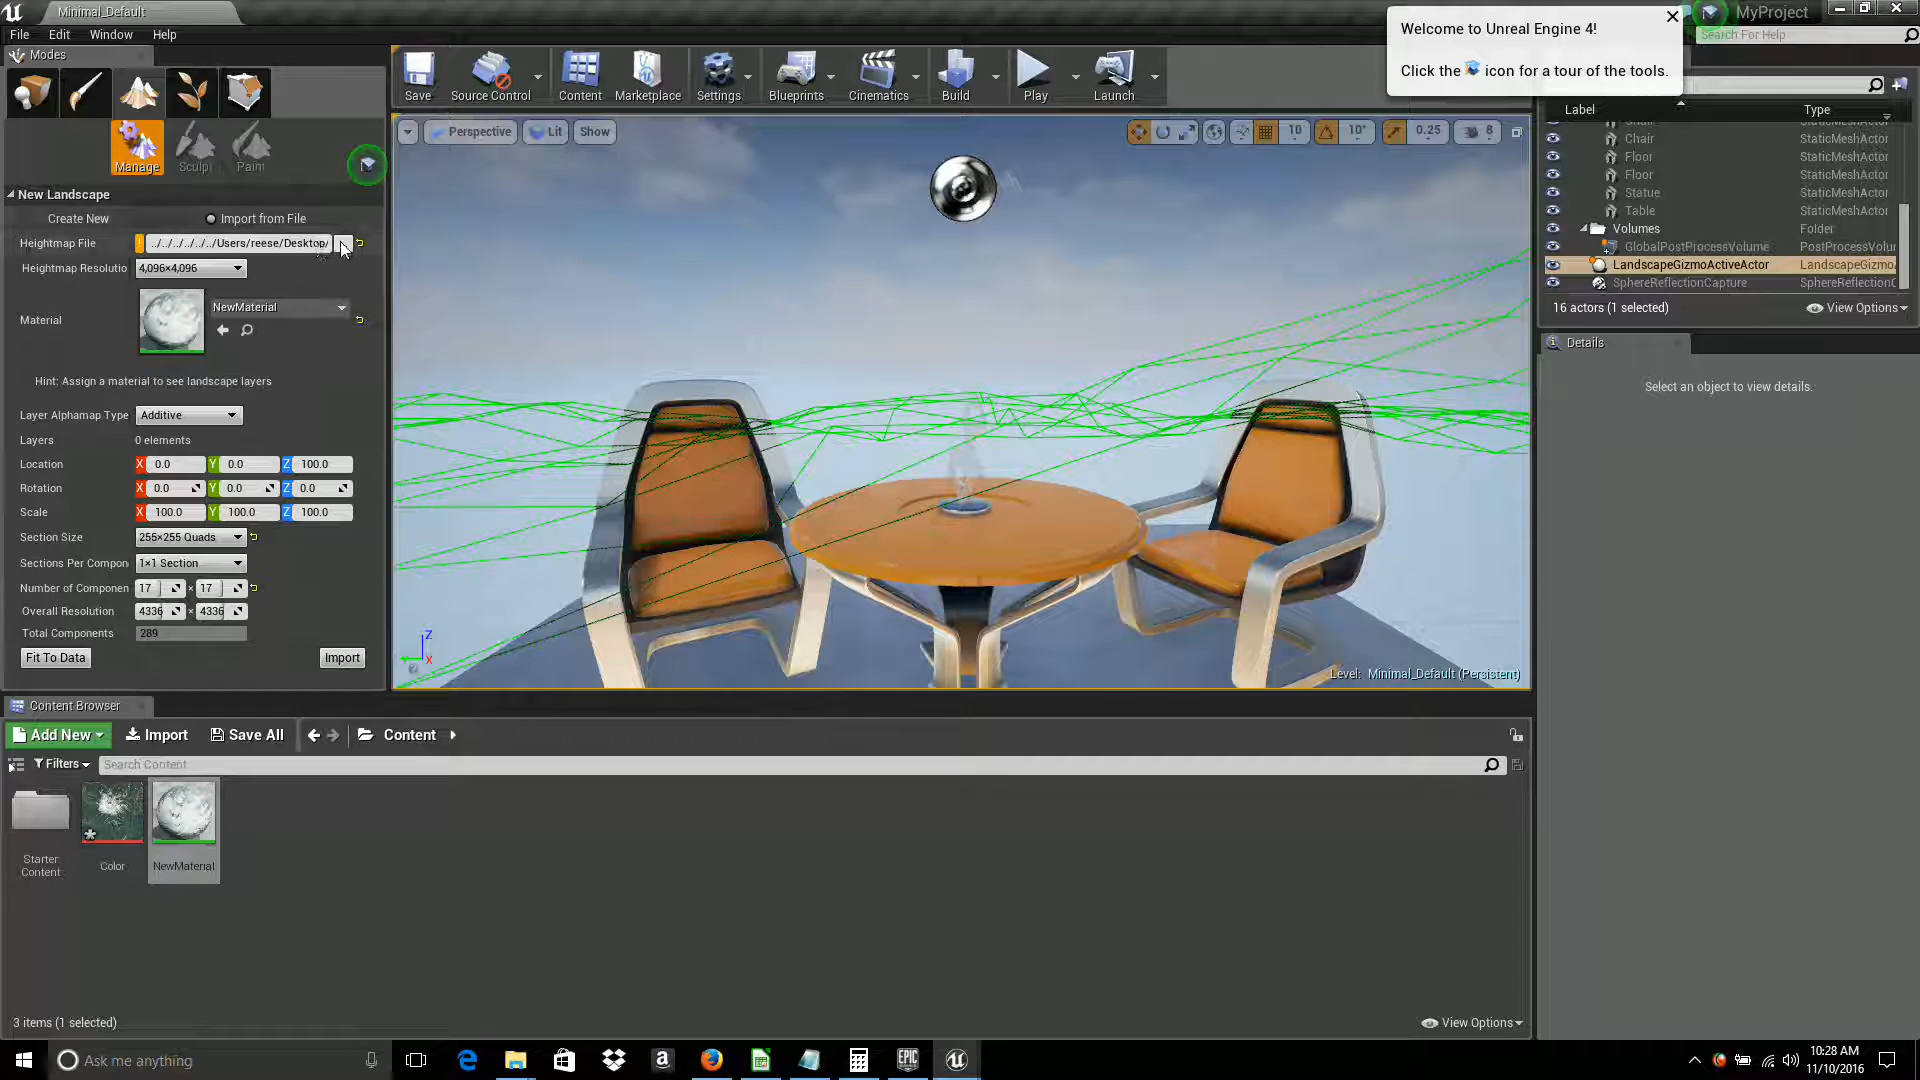 Minimal_Default
MyProject
File Edit Window Help
Search For Help
Welcome to Unreal Engine 4!
Click the icon for a tour of the tools.
Modes
Save
Source Control
Content
Marketplace
Settings
Blueprints
Cinematics
Build
Play
Launch
Manage
Sculpt
Paint
New Landscape
Create New
Import from File
Heightmap File
../../../../../../Users/reese/Desktop/
Heightmap Resolutio
4,096×4,096
Material
NewMaterial
Hint: Assign a material to see landscape layers
Layer Alphamap Type
Additive
Layers
0 elements
Location X 0.0 Y 0.0 Z 100.0
Rotation X 0.0 Y 0.0 Z 0.0
Scale X 100.0 Y 100.0 Z 100.0
Section Size
255×255 Quads
Sections Per Compon
1×1 Section
Number of Componen
17 × 17
Overall Resolution
4336 × 4336
Total Components
289
Fit To Data
Import
Perspective
Lit
Show
10
10°
0.25
8
Z
X
Level: Minimal_Default (Persistent)
Label Type
Chair StaticMeshActor
Floor StaticMeshActor
Floor StaticMeshActor
Statue StaticMeshActor
Table StaticMeshActor
Volumes Folder
GlobalPostProcessVolume PostProcessVolur
LandscapeGizmoActiveActor LandscapeGizmo
SphereReflectionCapture SphereReflectionC
16 actors (1 selected)
View Options
Details
Select an object to view details.
Content Browser
Add New
Import
Save All
Content
Filters
Search Content
Starter
Content
Color
NewMaterial
3 items (1 selected)
View Options
Ask me anything
EPIC
GAMES
10:28 AM
11/10/2016